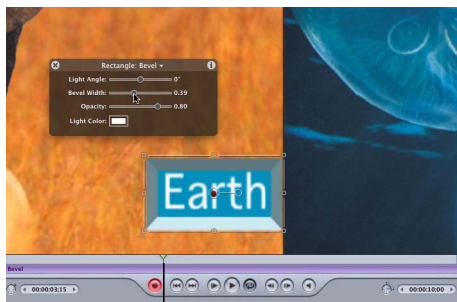 Rectangle: Bevel
Light Angle: 0°
Bevel Width: 0.39
Opacity: 0.80
Light Color:
Earth
Bevel
00:00:03;15
00:00:10;00